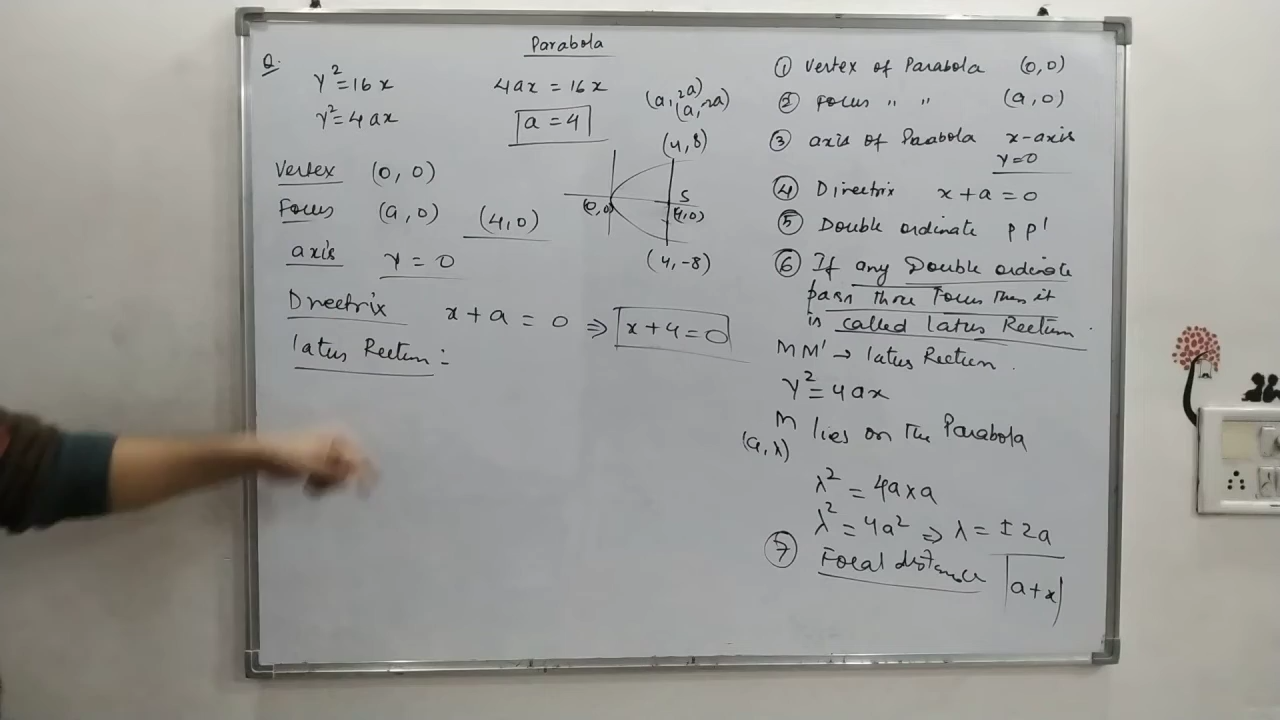 Parabola
Q.
y² = 16x
4ax = 16x
y² = 4ax
a = 4
(a, 2a)
(a, -2a)
Vertex (0, 0)
Focus (a, 0) (4, 0)
axis y = 0
(4, 8)
(0,0)
S
(4,0)
(4, -8)
Drectrix x + a = 0 ⇒ x + 4 = 0
Latus Rectum :
① Vertex of Parabola (0, 0)
② Focus " " (a, 0)
③ axis of Parabola x-axis
y = 0
④ Directrix x + a = 0
⑤ Double ordinate PP'
⑥ If any Double ordinate
pass throu Focus then it
is called Latus Rectum.
MM' → Latus Rectum.
y² = 4ax
M lies on the Parabola
(a, λ)
λ² = 4a×a
λ² = 4a² ⇒ λ = ±2a
⑦ Focal distance |a + x|